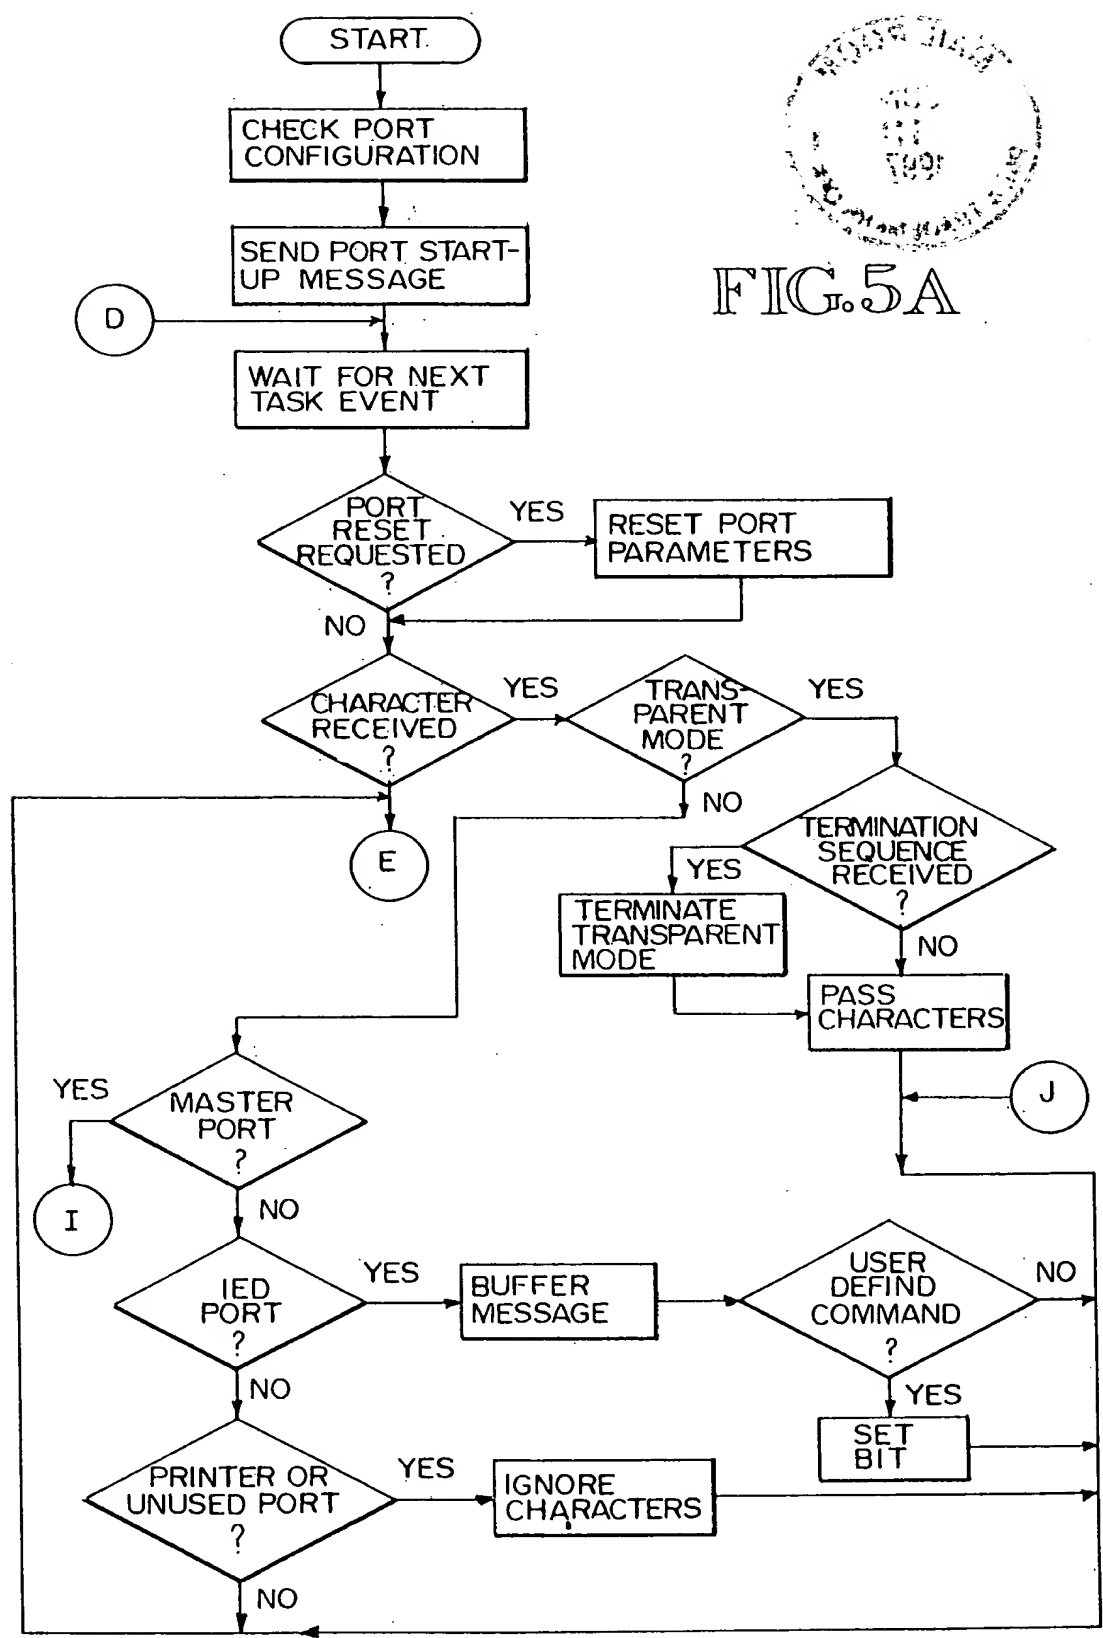 START
CHECK PORT
CONFIGURATION
SEND PORT START-
UP MESSAGE
FIG.5A
D
WAIT FOR NEXT
TASK EVENT
PORT
RESET
REQUESTED
?
YES
RESET PORT
PARAMETERS
NO
CHARACTER
RECEIVED
?
YES
TRANS-
PARENT
MODE
?
YES
NO
E
TERMINATION
SEQUENCE
RECEIVED
?
YES
TERMINATE
TRANSPARENT
MODE
NO
PASS
CHARACTERS
J
YES
MASTER
PORT
?
I
NO
IED
PORT
?
YES
BUFFER
MESSAGE
USER
DEFIND
COMMAND
?
NO
YES
SET
BIT
NO
PRINTER OR
UNUSED PORT
?
YES
IGNORE
CHARACTERS
NO